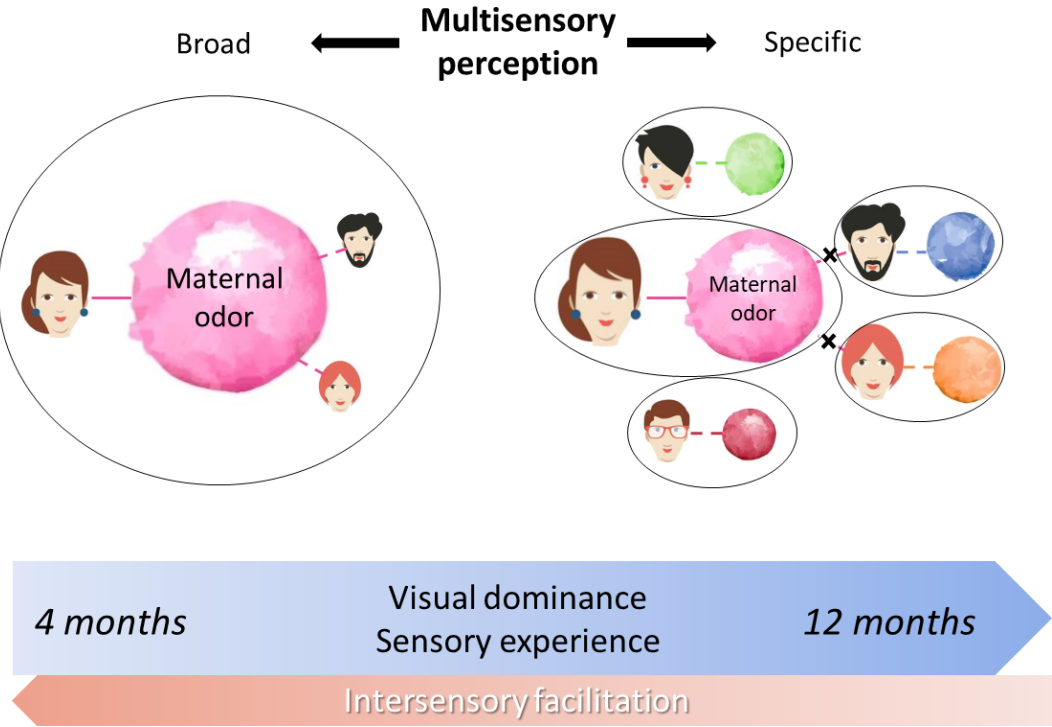 Multisensory
perception
Broad
Specific
Maternal
odor
Maternal
odor
4 months
Visual dominance
Sensory experience
12 months
Intersensory facilitation